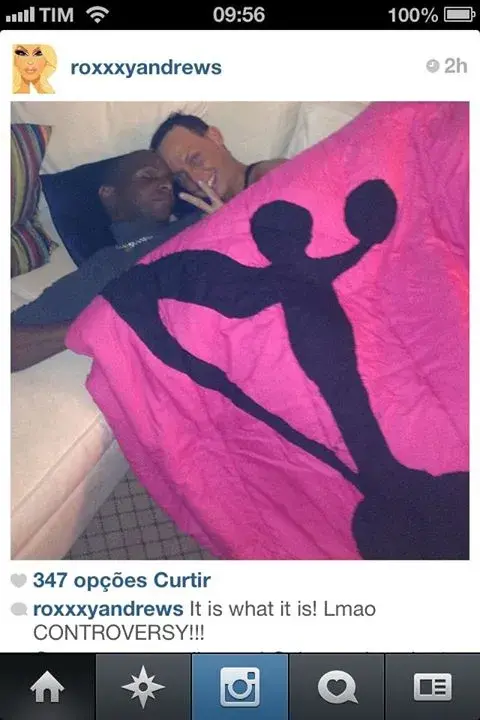 TIM 09:56 100%
roxxxyandrews 2h
347 opções Curtir
roxxxyandrews It is what it is! Lmao
CONTROVERSY!!!